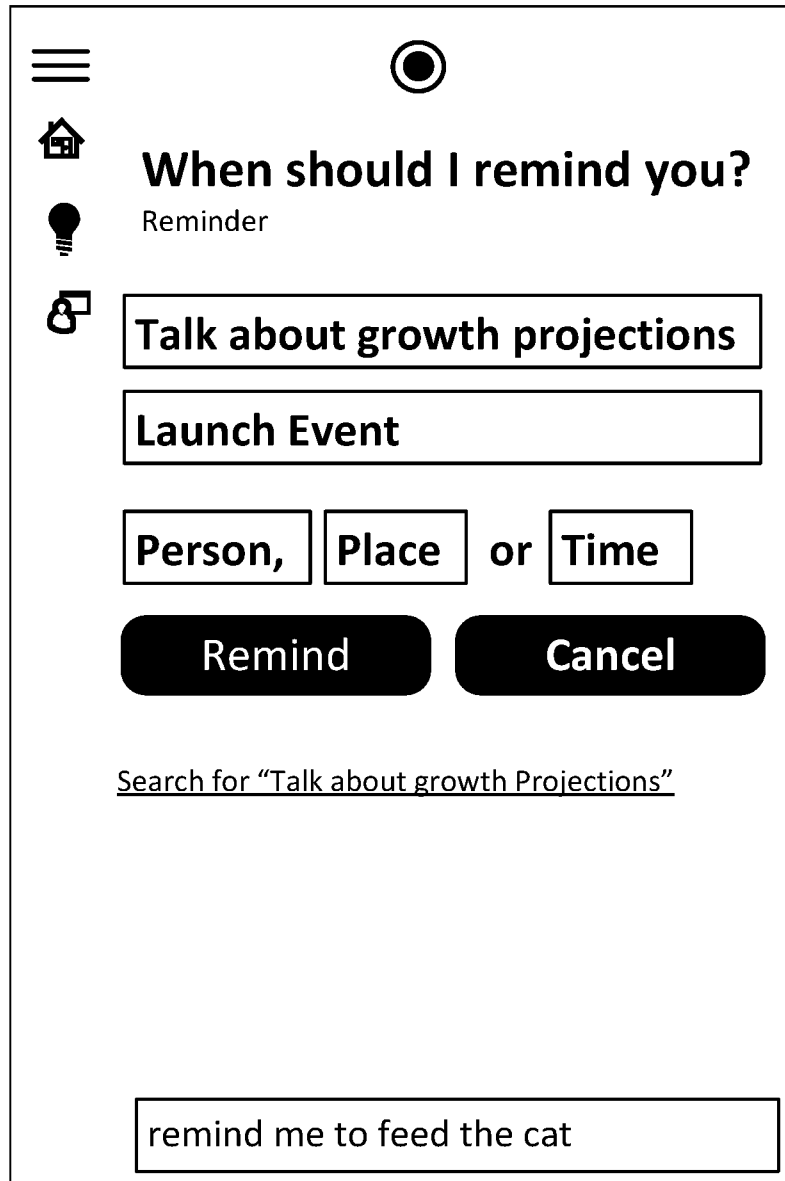 When should I remind you?
Reminder
Talk about growth projections
Launch Event
Person, Place or Time
Remind Cancel
Search for “Talk about growth Projections”
remind me to feed the cat